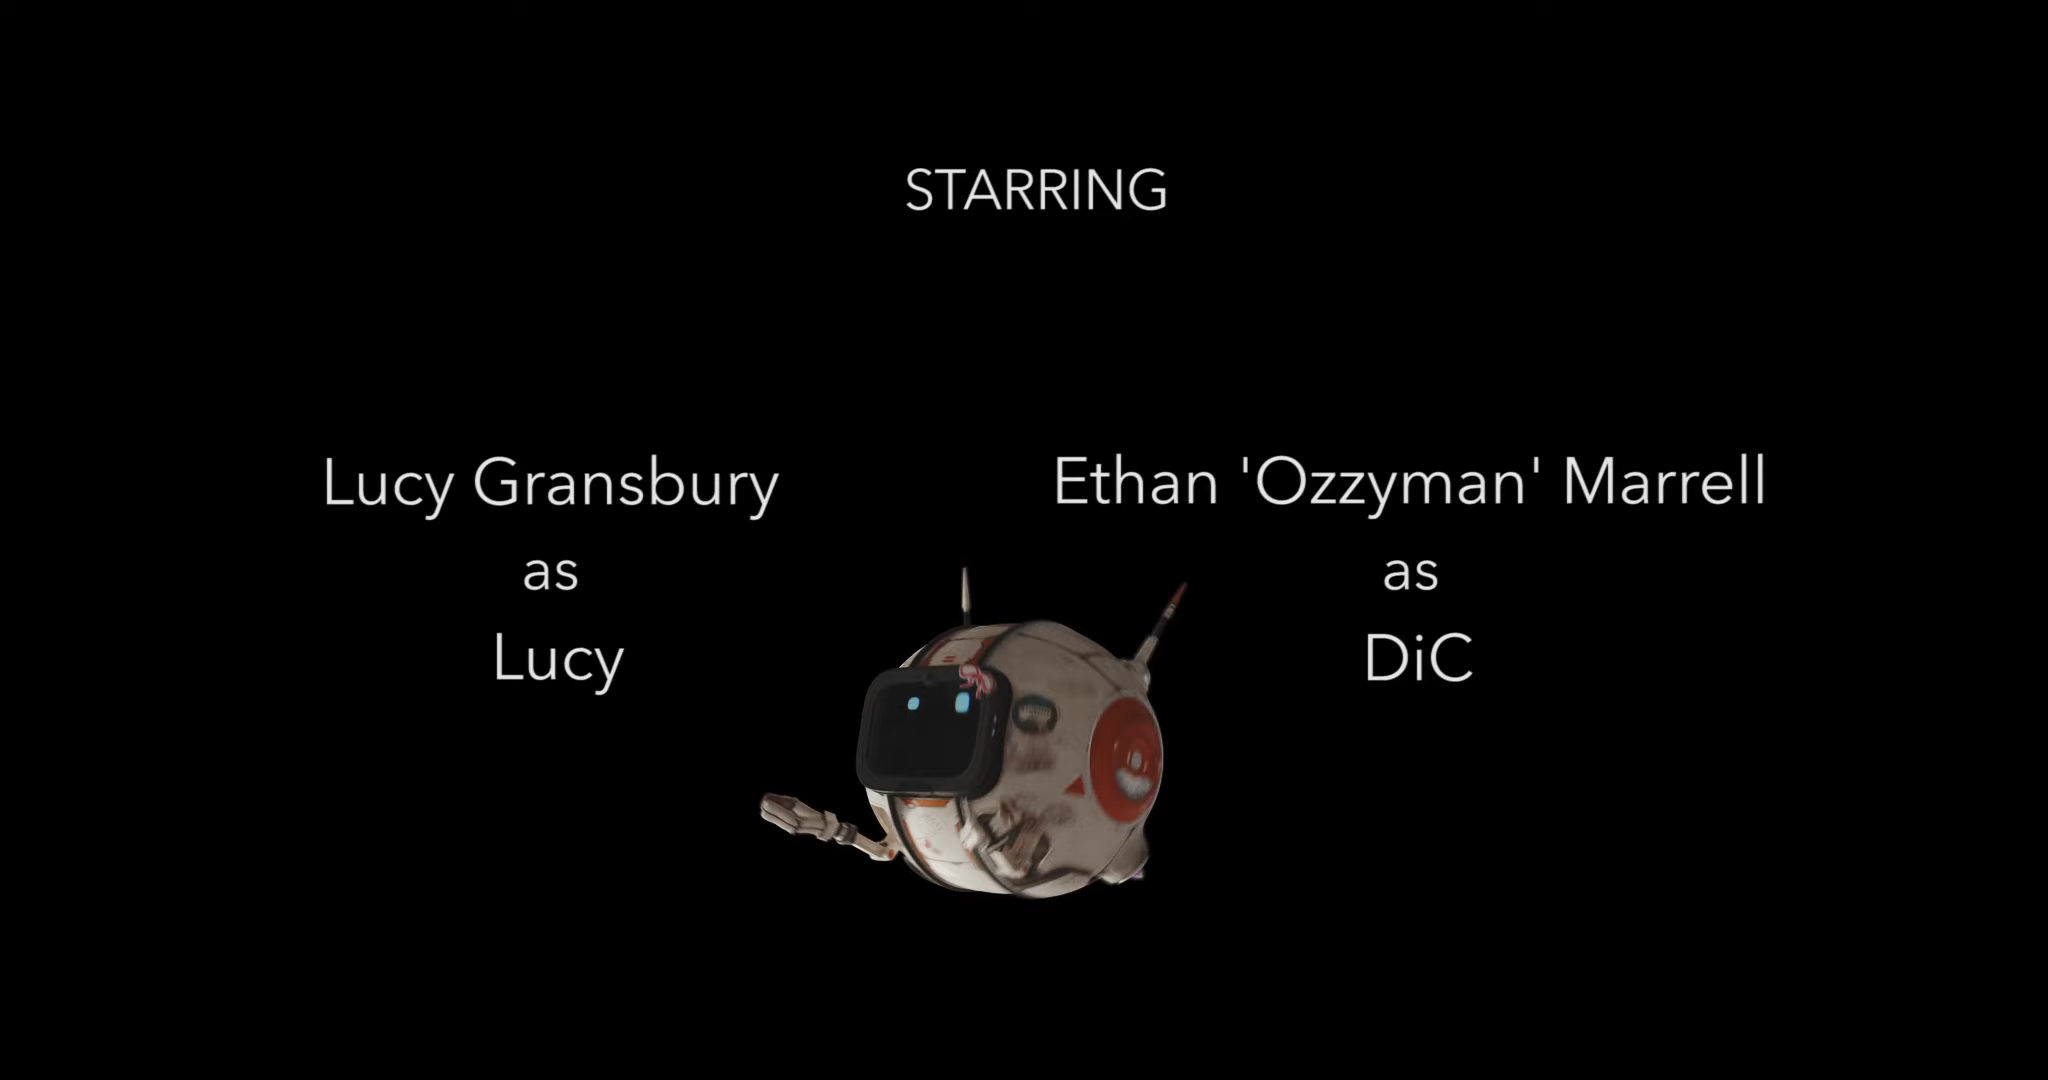 STARRING
Lucy Gransbury
as
Lucy
Ethan 'Ozzyman' Marrell
as
DiC